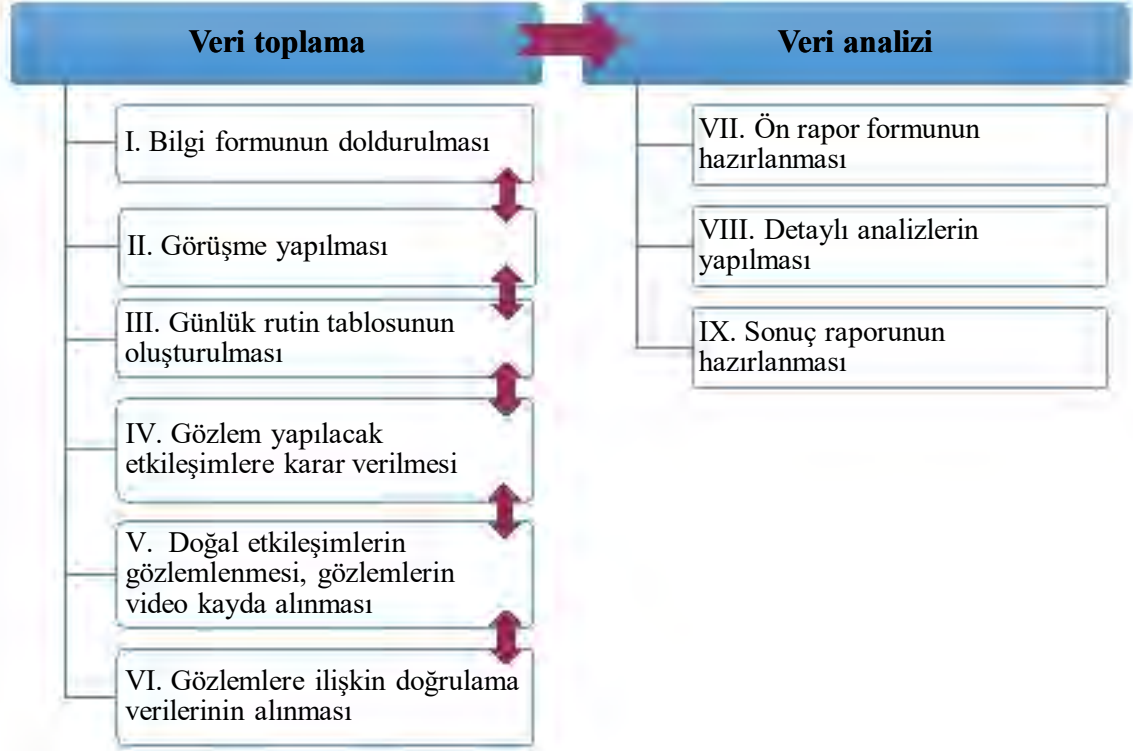 Veri toplama
I. Bilgi formunun doldurulması
II. Görüşme yapılması
III. Günlük rutin tablosunun
oluşturulması
IV. Gözlem yapılacak
etkileşimlere karar verilmesi
V. Doğal etkileşimlerin
gözlemlenmesi, gözlemlerin
video kayda alınması
VI. Gözlemlere ilişkin doğrulama
verilerinin alınması
Veri analizi
VII. Ön rapor formunun
hazırlanması
VIII. Detaylı analizlerin
yapılması
IX. Sonuç raporunun
hazırlanması